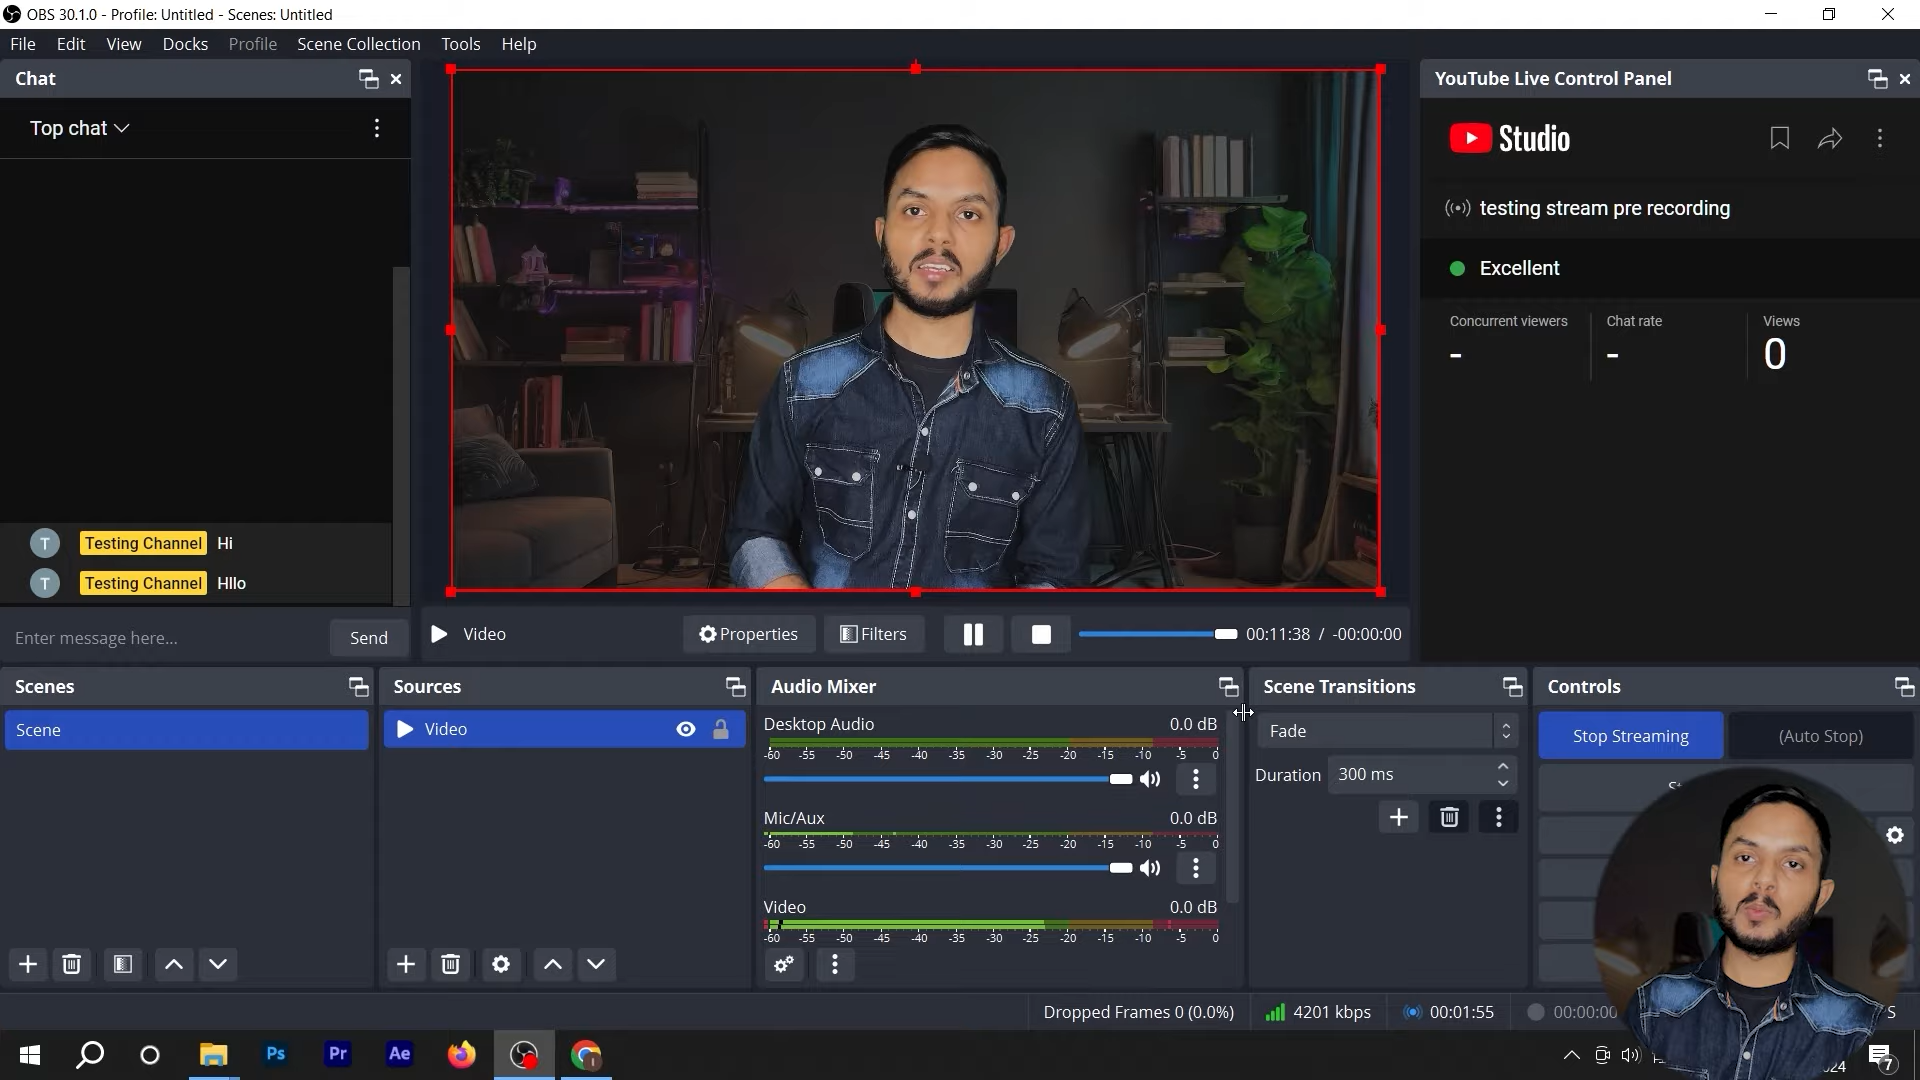 OBS 30.1.0 - Profile: Untitled - Scenes: Untitled
File Edit View Docks Profile Scene Collection Tools Help
Chat
Top chat
Testing Channel Hi
Testing Channel Hllo
Enter message here...
Send
Video
Properties
Filters
00:11:38 / -00:00:00
YouTube Live Control Panel
Studio
testing stream pre recording
Excellent
Concurrent viewers Chat rate Views
- - 0
Scenes
Scene
Sources
Video
Audio Mixer
Desktop Audio 0.0 dB
-60 -55 -50 -45 -40 -35 -30 -25 -20 -15 -10 -5 0
Mic/Aux 0.0 dB
-60 -55 -50 -45 -40 -35 -30 -25 -20 -15 -10 -5 0
Video 0.0 dB
-60 -55 -50 -45 -40 -35 -30 -25 -20 -15 -10 -5 0
Scene Transitions
Fade
Duration 300 ms
Controls
Stop Streaming
(Auto Stop)
Dropped Frames 0 (0.0%)
4201 kbps
00:01:55
T
T
Ps
Pr
Ae
7